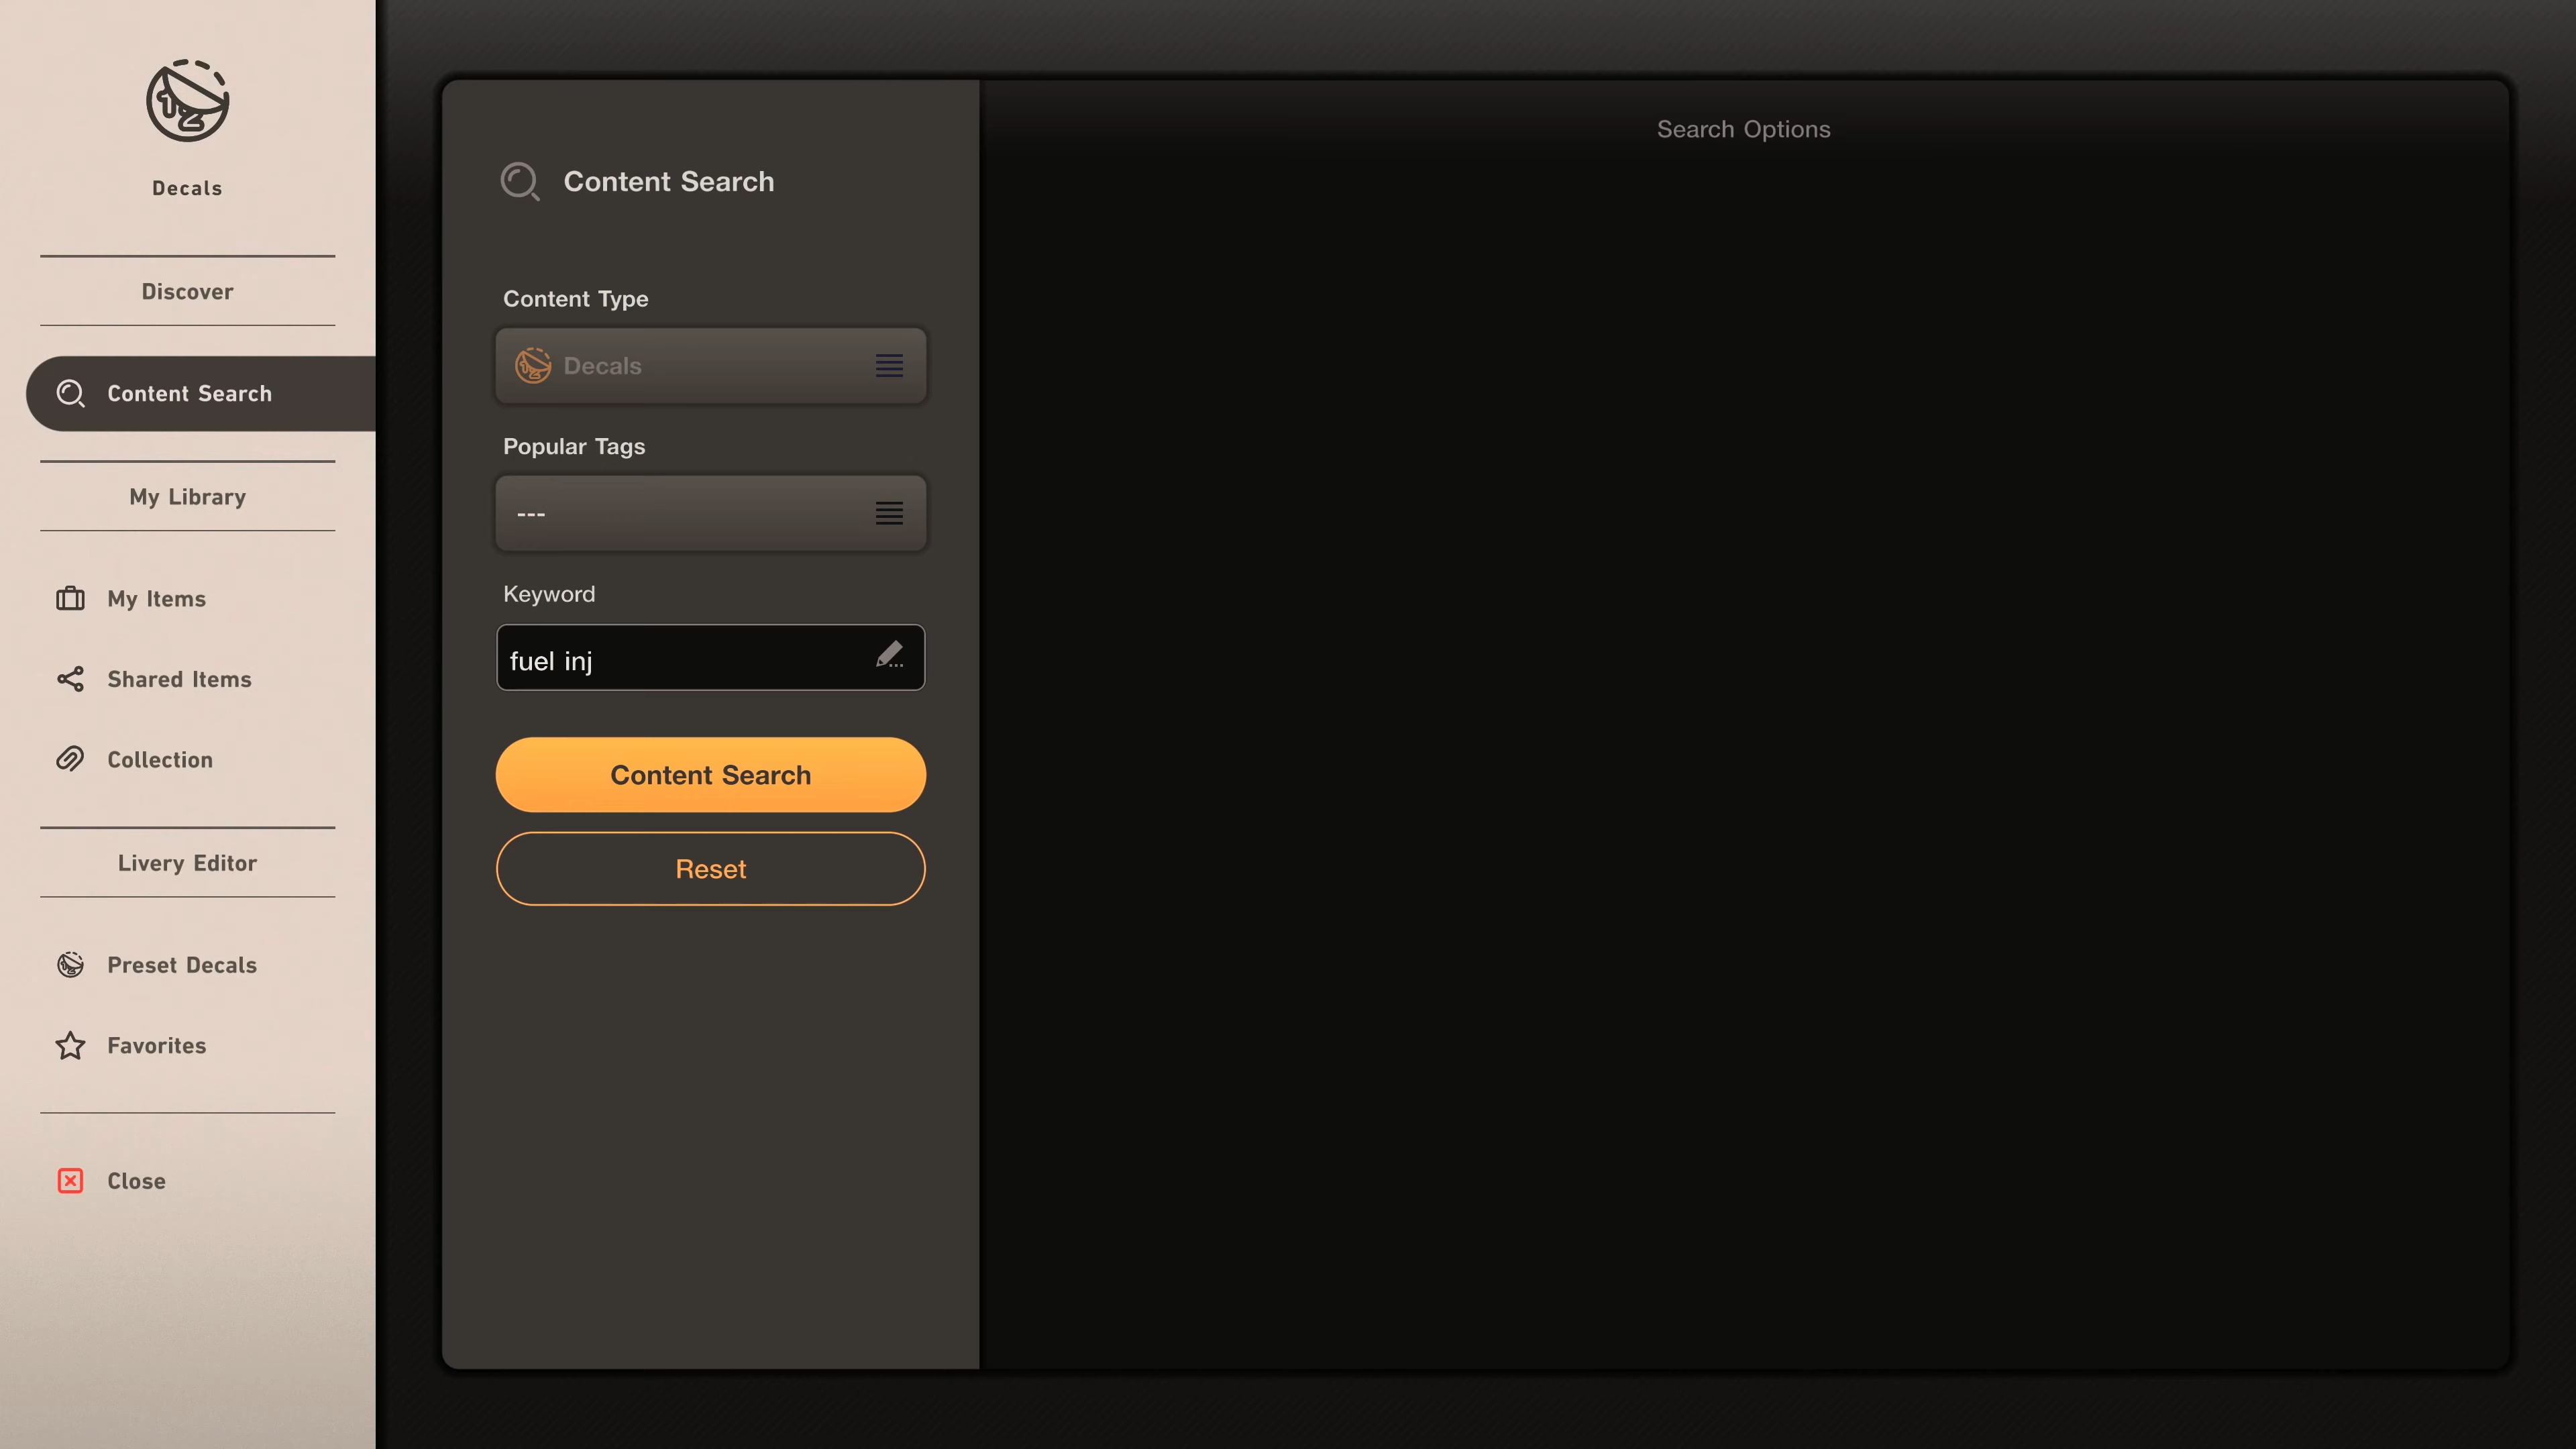 Decals
Discover
Content Search
My Library
My Items
Shared Items
Collection
Livery Editor
Preset Decals
Favorites
Close
Content Search
Content Type
Decals
Popular Tags
---
Keyword
fuel inj
Content Search
Reset
Search Options